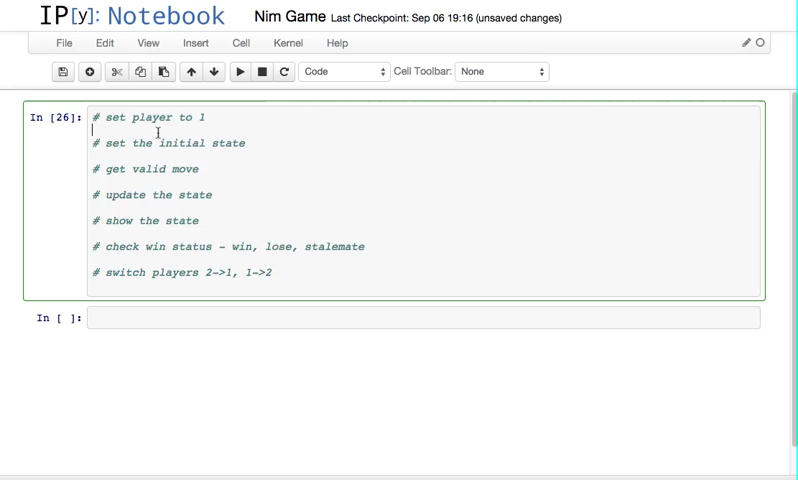 IP[y]: Notebook Nim Game Last Checkpoint: Sep 06 19:16 (unsaved changes)
File Edit View Insert Cell Kernel Help
Code Cell Toolbar: None
In [26]: # set player to 1
# set the initial state
# get valid move
# update the state
# show the state
# check win status - win, lose, stalemate
# switch players 2->1, 1->2
In [ ]: